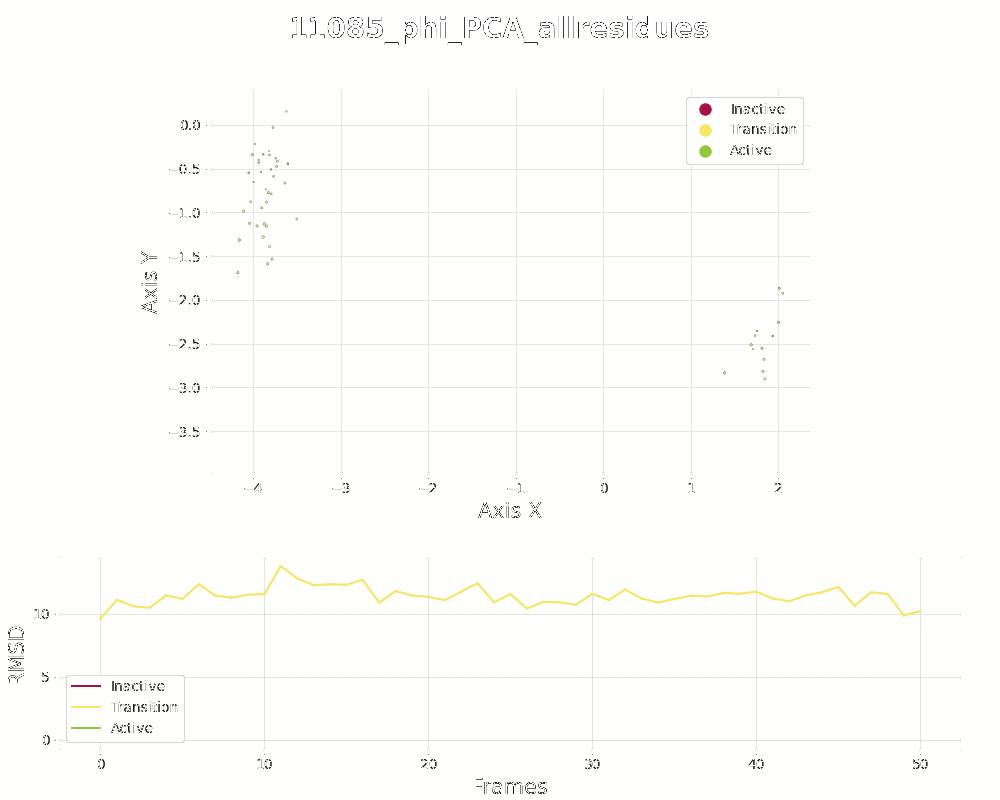 11085_phi_PCA_allresidues
Inactive
Transition
Active
0.0
−0.5
−1.0
−1.5
−2.0
−2.5
−3.0
−3.5
Axis Y
−4 −3 −2 −1 0 1 2
Axis X
10
5
0
RMSD
Inactive
Transition
Active
0 10 20 30 40 50
Frames